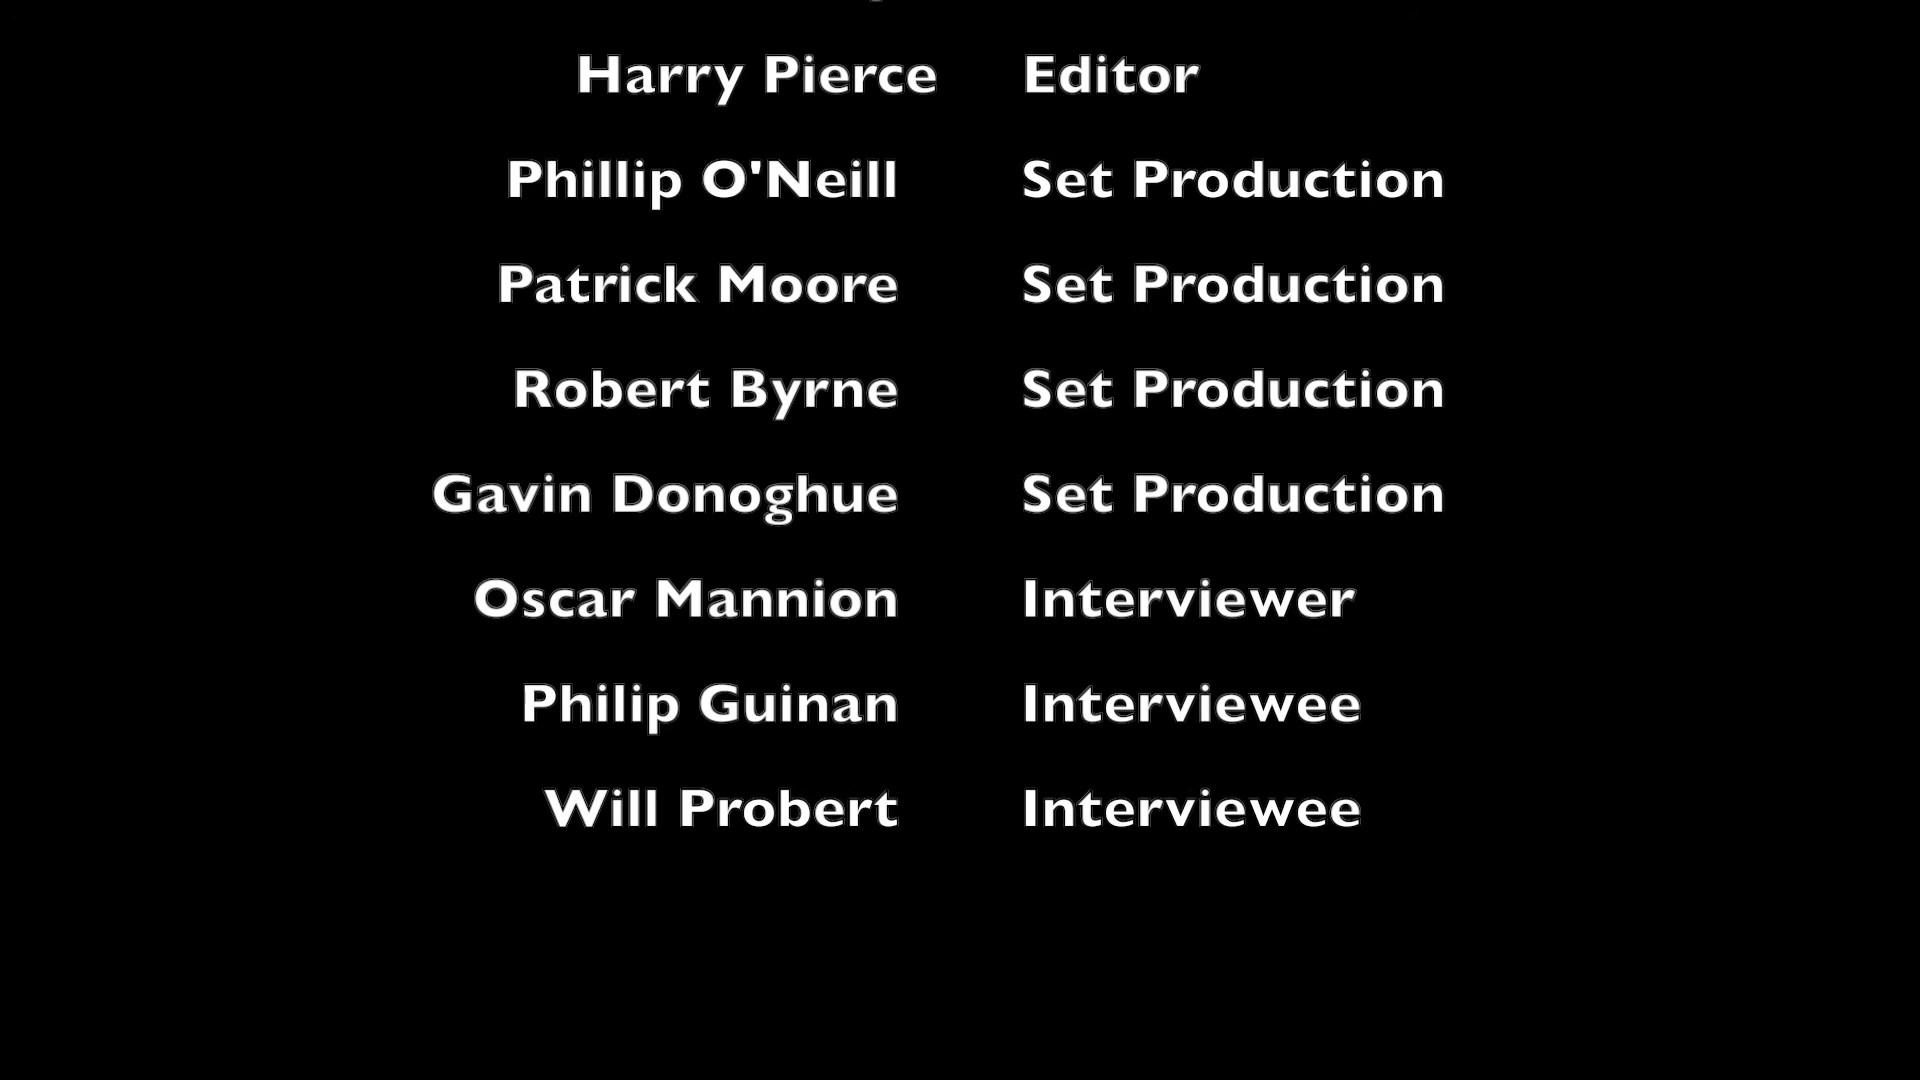 Harry Pierce Editor
Phillip O'Neill Set Production
Patrick Moore Set Production
Robert Byrne Set Production
Gavin Donoghue Set Production
Oscar Mannion Interviewer
Philip Guinan Interviewee
Will Probert Interviewee